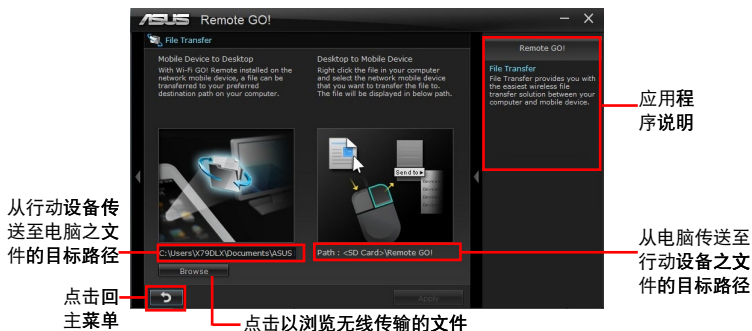 ASUS Remote GO!
File Transfer
Mobile Device to Desktop
With Wi-Fi GO! Remote installed on the
network mobile device, a file can be
transferred to your preferred
destination path on your computer.
Desktop to Mobile Device
Right click the file in your computer
and select the network mobile device
that you want to transfer the file to.
The file will be displayed in below path.
Send to
Device
Device
C:\Users\X79DLX\Documents\ASUS
Path : <SD Card>\Remote GO!
Browse
Apply
Remote GO!
File Transfer
File Transfer provides you with
the easiest wireless file
transfer solution between your
computer and mobile device.
应用程
序说明
从行动设备传
送至电脑之文
件的目标路径
从电脑传送至
行动设备之文
件的目标路径
点击回
主菜单
点击以浏览无线传输的文件